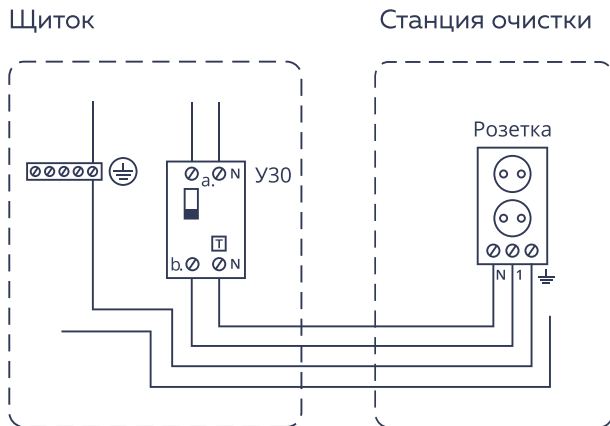 Щиток
Станция очистки
Розетка
a. N
УЗО
T
b. N
N 1